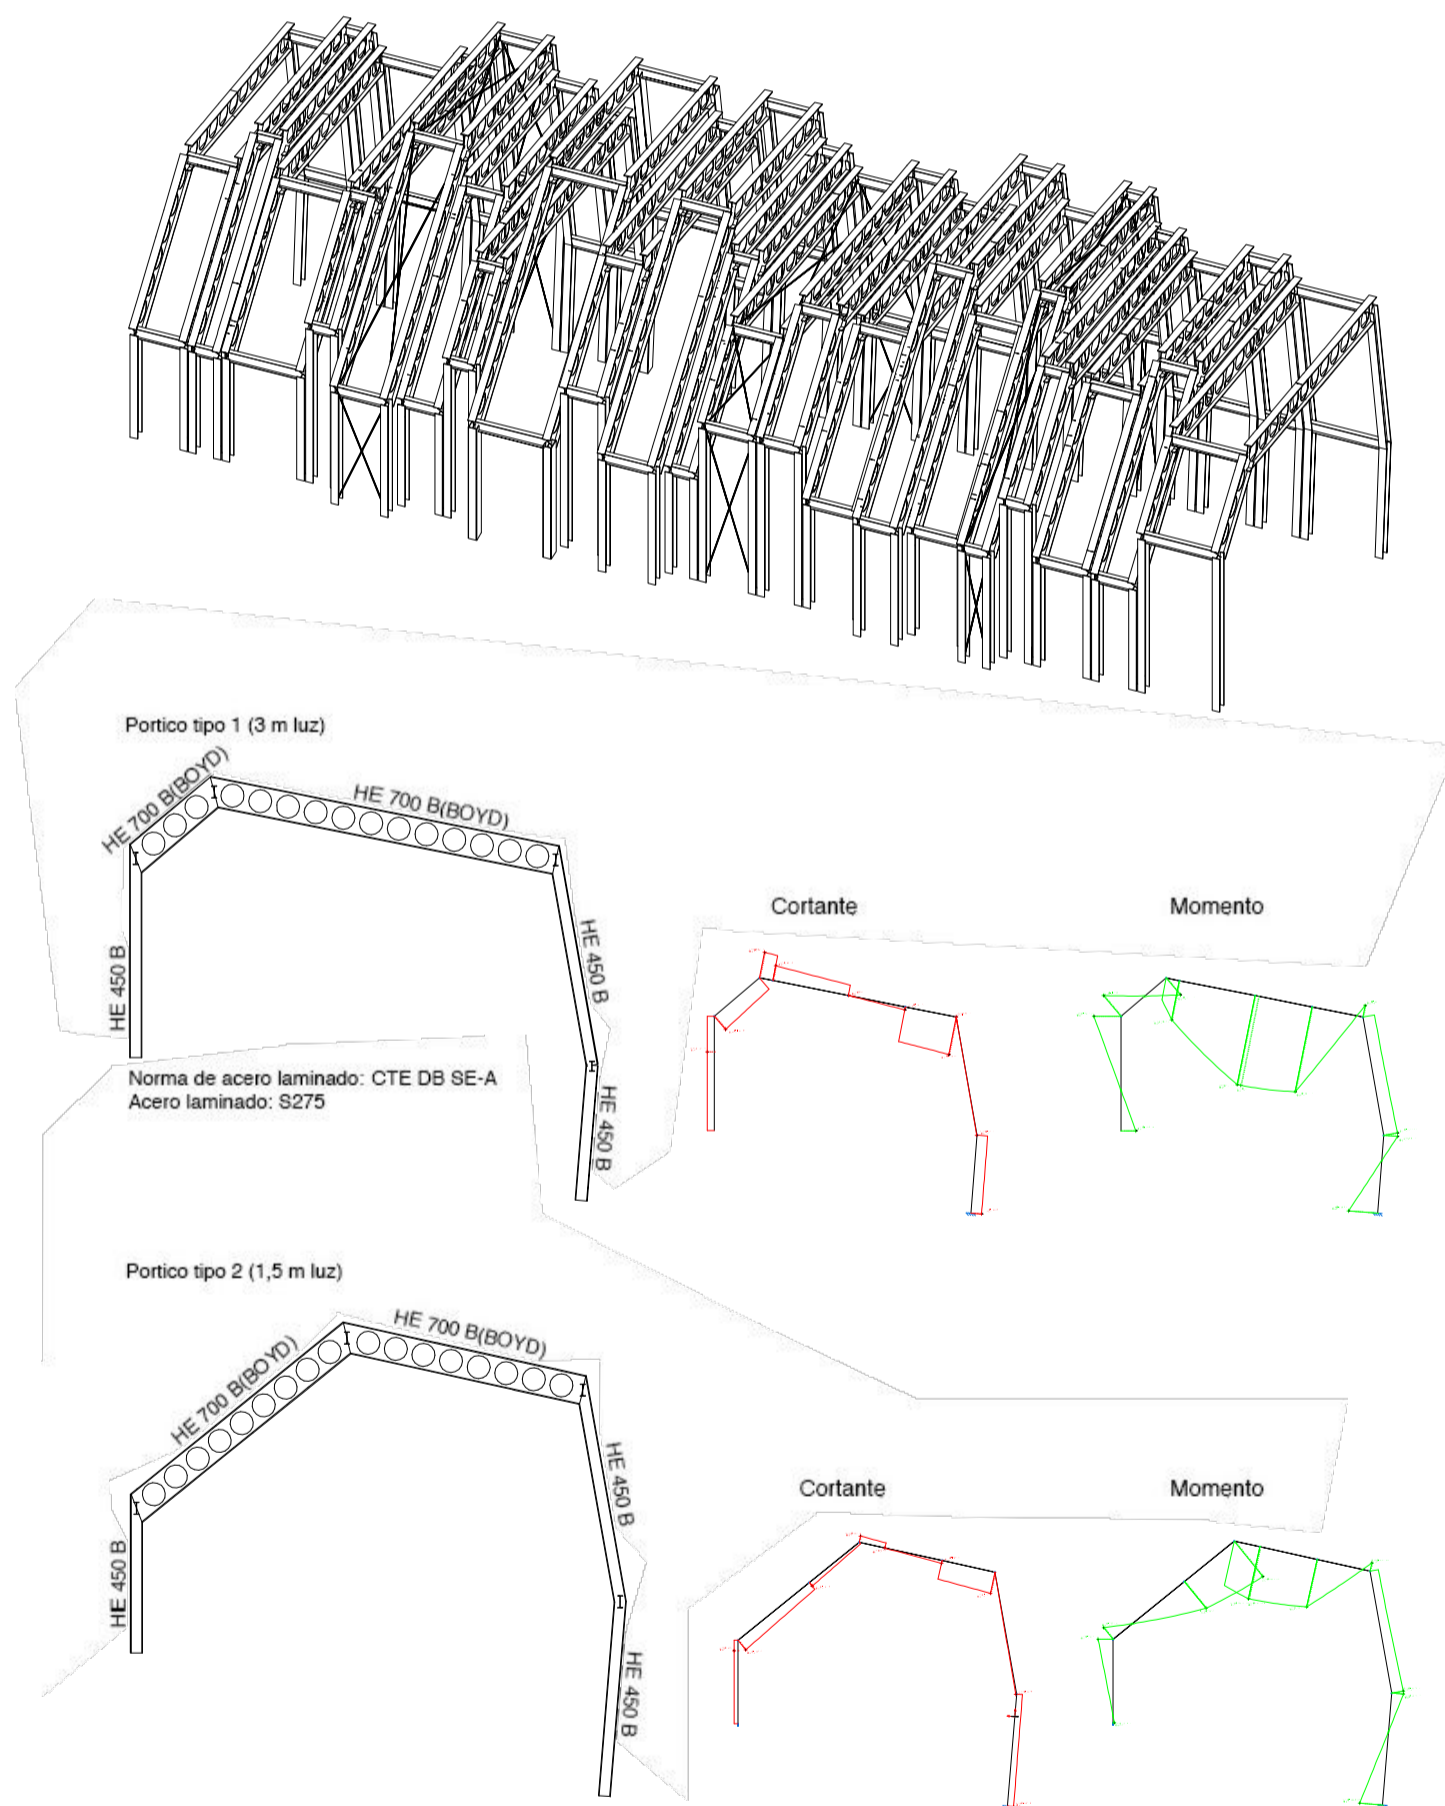 Portico tipo 1 (3 m luz)
HE 700 B(BOYD)
HE 700 B(BOYD)
HE 450 B
HE 450 B
HE 450 B
Cortante
Momento
Norma de acero laminado: CTE DB SE-A
Acero laminado: S275
Portico tipo 2 (1,5 m luz)
HE 700 B(BOYD)
HE 700 B(BOYD)
HE 450 B
HE 450 B
HE 450 B
Cortante
Momento